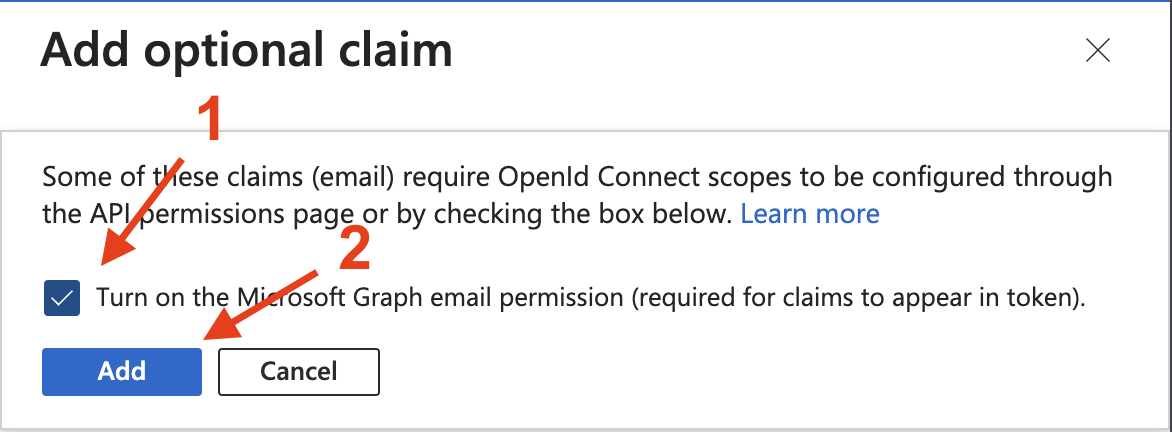 Add optional claim
1
Some of these claims (email) require OpenId Connect scopes to be configured through
the API permissions page or by checking the box below. Learn more
2
Turn on the Microsoft Graph email permission (required for claims to appear in token).
Add
Cancel